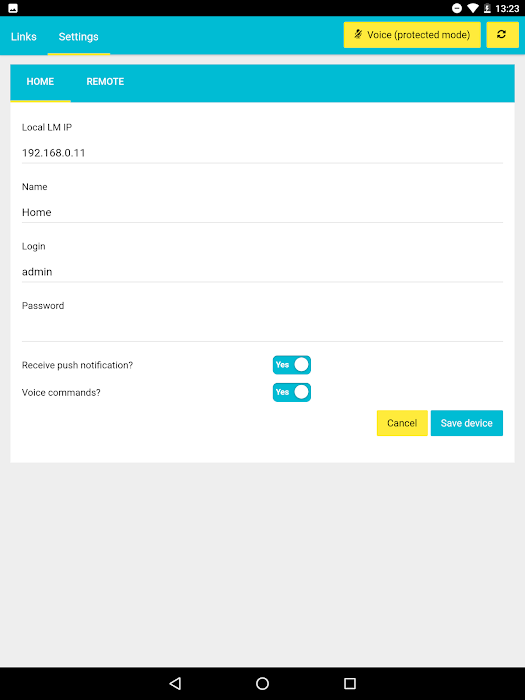 13:23
Links Settings Voice (protected mode)
HOME REMOTE
Local LM IP
192.168.0.11
Name
Home
Login
admin
Password
Receive push notification? Yes
Voice commands? Yes
Cancel Save device